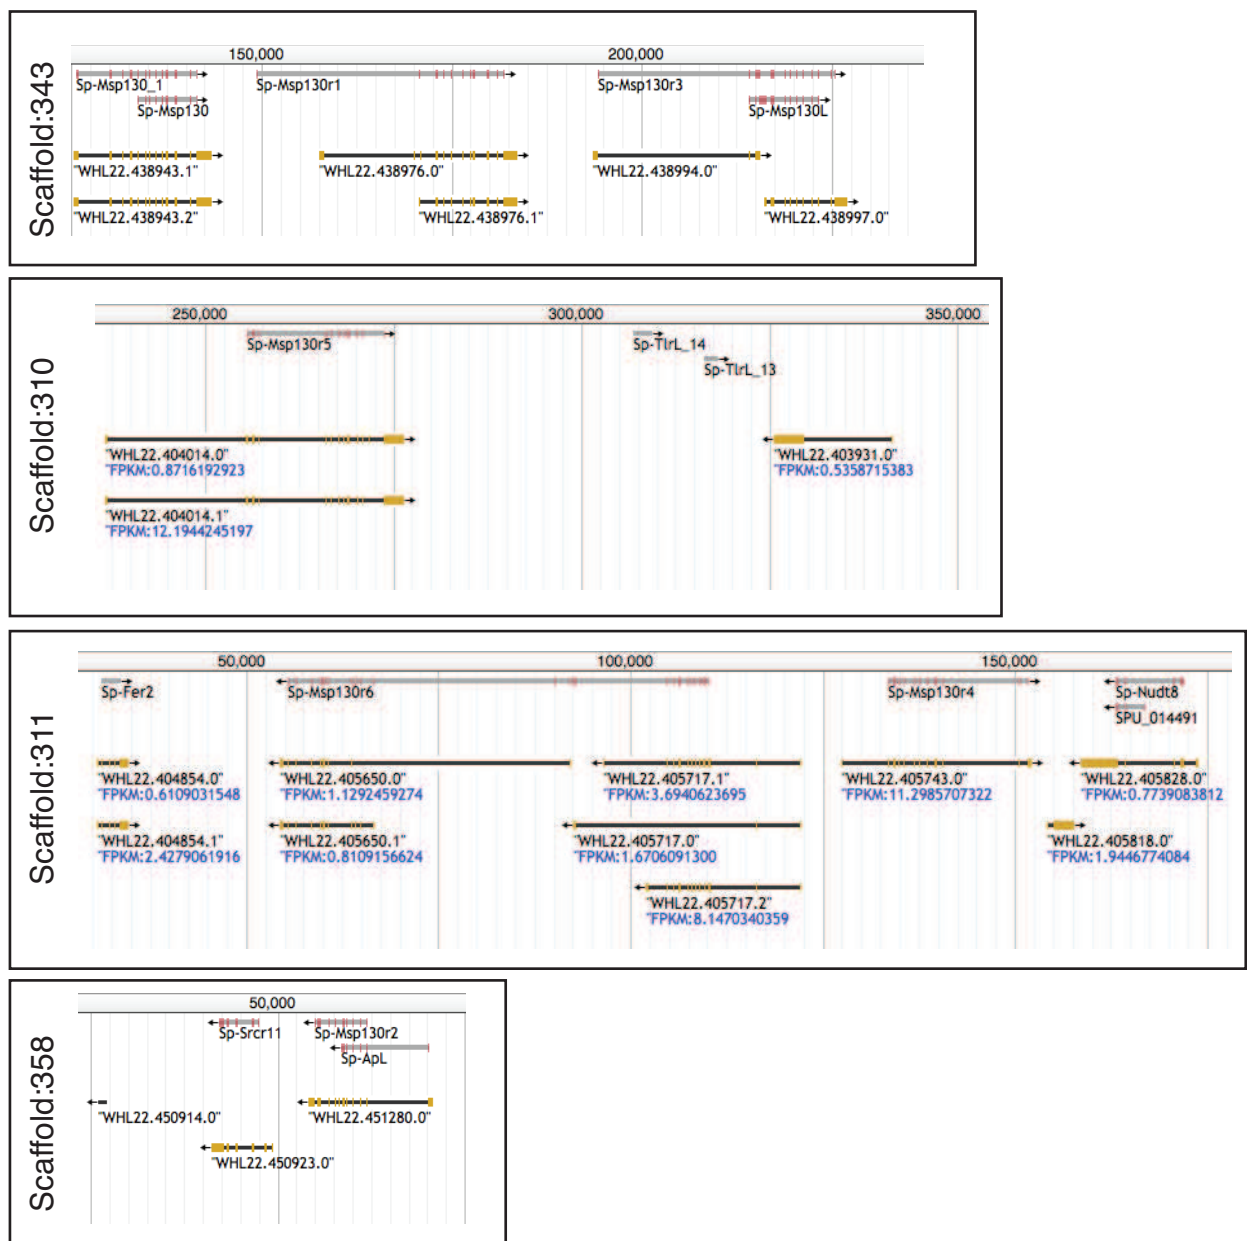 Scaffold:343
150,000 200,000
Sp-Msp130_1 Sp-Msp130r1 Sp-Msp130r3
Sp-Msp130 Sp-Msp130L
"WHL22.438943.1" "WHL22.438976.0" "WHL22.438994.0"
"WHL22.438943.2" "WHL22.438976.1" "WHL22.438997.0"
Scaffold:310
250,000 300,000 350,000
Sp-Msp130r5 Sp-TlrL_14
Sp-TlrL_13
"WHL22.404014.0" "WHL22.403931.0"
"FPKM:0.8716192923 "FPKM:0.5358715383
"WHL22.404014.1"
"FPKM:12.1944245197
Scaffold:311
50,000 100,000 150,000
Sp-Fer2 Sp-Msp130r6 Sp-Msp130r4 Sp-Nudt8
SPU_014491
"WHL22.404854.0" "WHL22.405650.0" "WHL22.405717.1" "WHL22.405743.0" "WHL22.405828.0"
"FPKM:0.6109031548 "FPKM:1.1292459274 "FPKM:3.6940623695 "FPKM:11.2985707322 "FPKM:0.7739083812
"WHL22.404854.1" "WHL22.405650.1" "WHL22.405717.0" "WHL22.405818.0"
"FPKM:2.4279061916 "FPKM:0.8109156624 "FPKM:1.6706091300 "FPKM:1.9446774084
"WHL22.405717.2"
"FPKM:8.1470340359
Scaffold:358
50,000
Sp-Srcr11 Sp-Msp130r2
Sp-ApL
"WHL22.450914.0" "WHL22.451280.0"
"WHL22.450923.0"